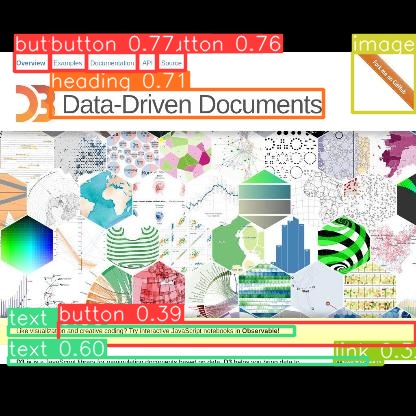 button 0.77 button 0.76
image
Overview Examples Documentation API Source
Fork me on GitHub
heading 0.71
D3 Data-Driven Documents
text button 0.39
Like visualization and creative coding? Try interactive JavaScript notebooks in Observable!
text 0.60
link 0.3
D3.js is a JavaScript library for manipulating documents based on data. D3 helps you bring data to